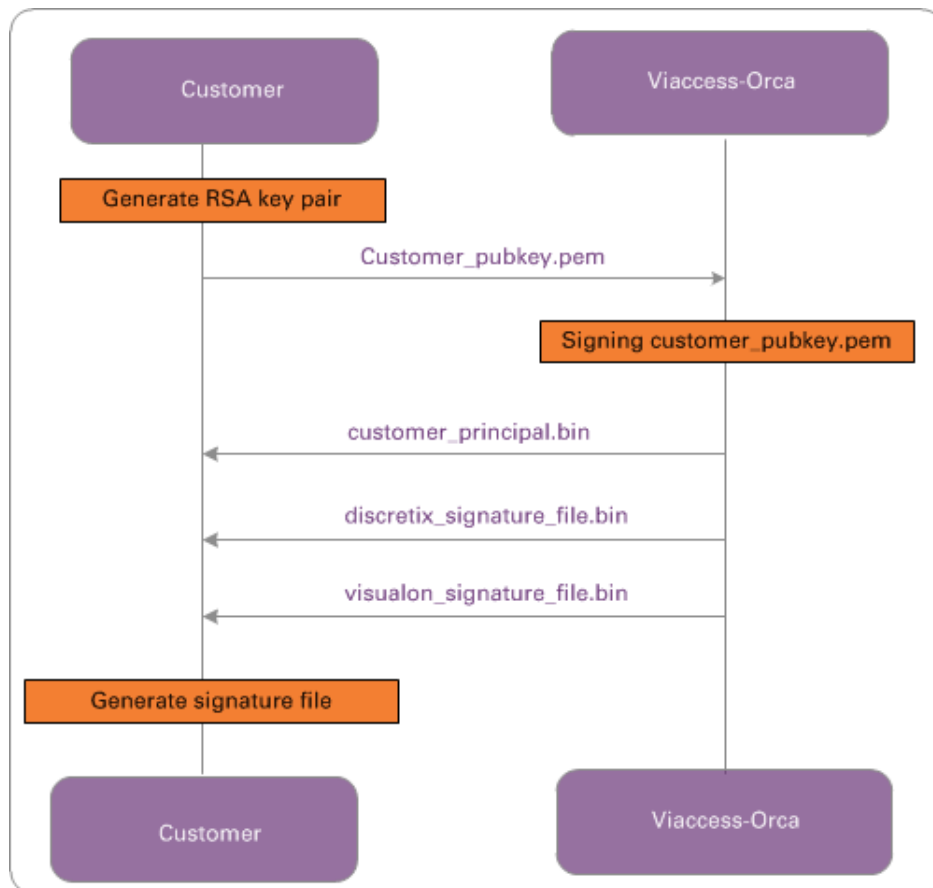 Customer
Viaccess-Orca
Generate RSA key pair
Customer_pubkey.pem
Signing customer_pubkey.pem
customer_principal.bin
discretix_signature_file.bin
visualon_signature_file.bin
Generate signature file
Customer
Viaccess-Orca